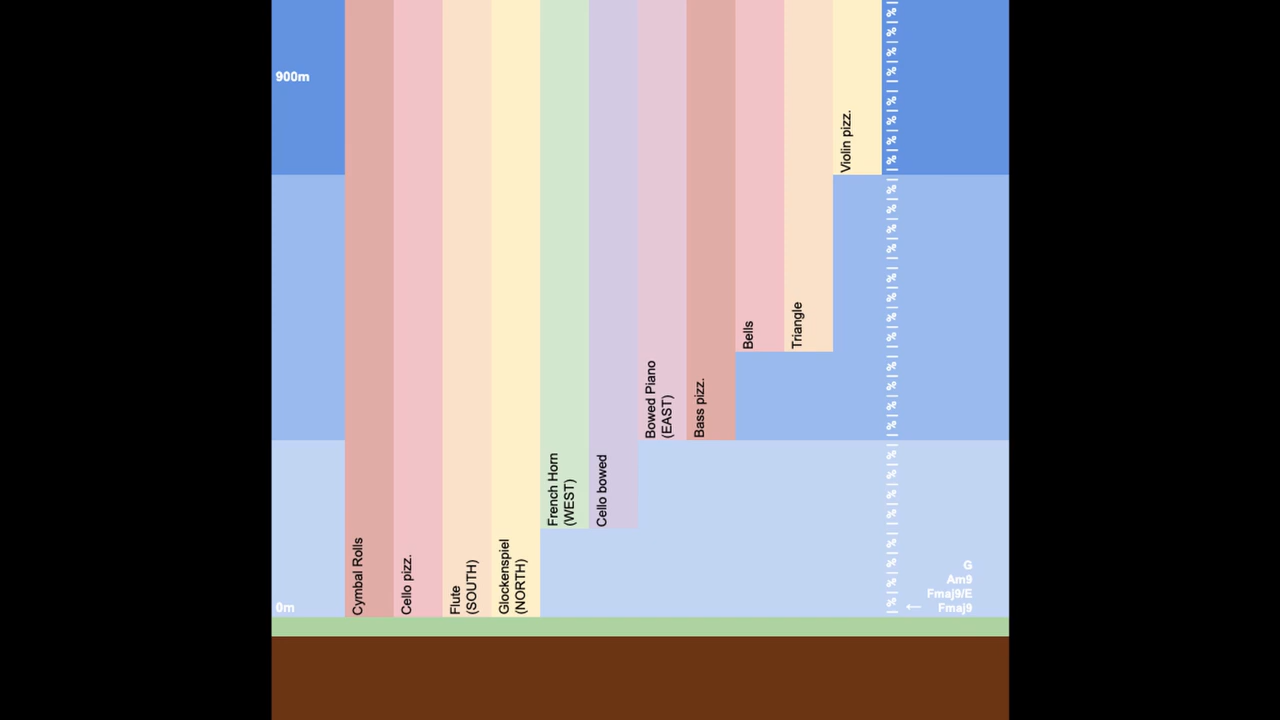 900m
Violin pizz.
Triangle
Bells
Bowed Piano
(EAST)
Bass pizz.
French Horn
(WEST)
Cello bowed
Cymbal Rolls
Cello pizz.
Flute
(SOUTH)
Glockenspiel
(NORTH)
G
Am9
Fmaj9/E
0m
← Fmaj9